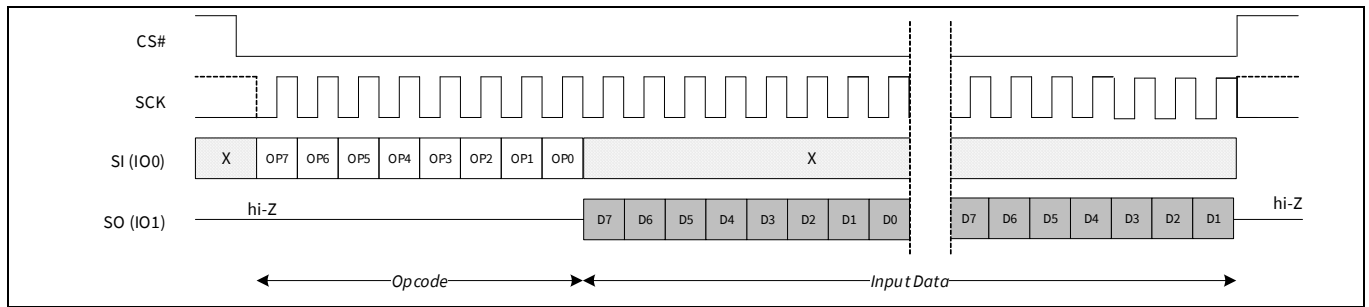 CS#
SCK
SI (IO0) X OP7 OP6 OP5 OP4 OP3 OP2 OP1 OP0 X
hi-Z hi-Z
SO (IO1) D7 D6 D5 D4 D3 D2 D1 D0 D7 D6 D5 D4 D3 D2 D1
Opcode Input Data